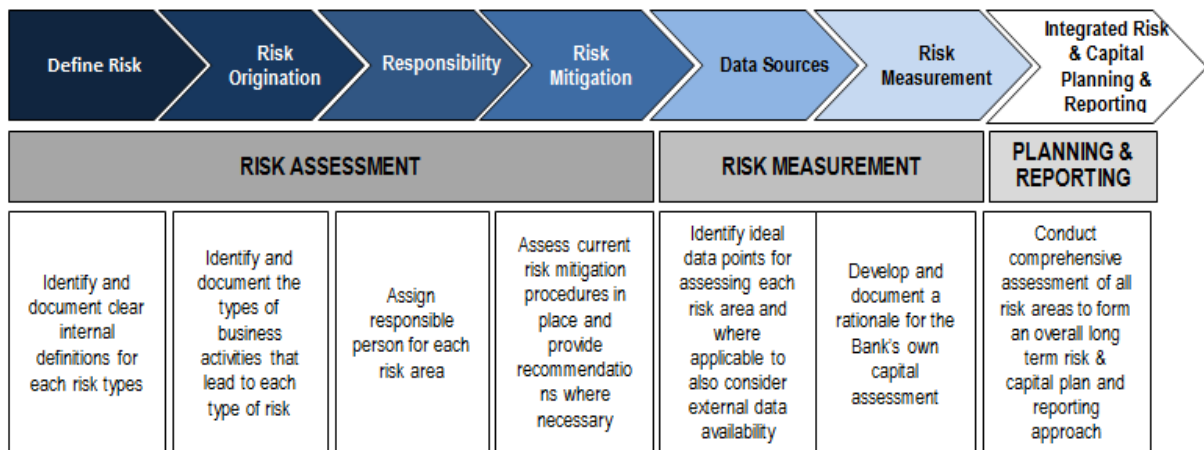 Define Risk
Risk
Origination
Responsibility
Risk
Mitigation
Data Sources
Risk
Measurement
Integrated Risk
& Capital
Planning &
Reporting
RISK ASSESSMENT
RISK MEASUREMENT
PLANNING &
REPORTING
Identify and
document clear
internal
definitions for
each risk types
Identify and
document the
types of
business
activities that
lead to each
type of risk
Assign
responsible
person for each
risk area
Assess current
risk mitigation
procedures in
place and
provide
recommendatio
ns where
necessary
Identify ideal
data points for
assessing each
risk area and
where
applicable to
also consider
external data
availability
Develop and
document a
rationale for the
Bank's own
capital
assessment
Conduct
comprehensive
assessment of all
risk areas to form
an overall long
term risk &
capital plan and
reporting
approach